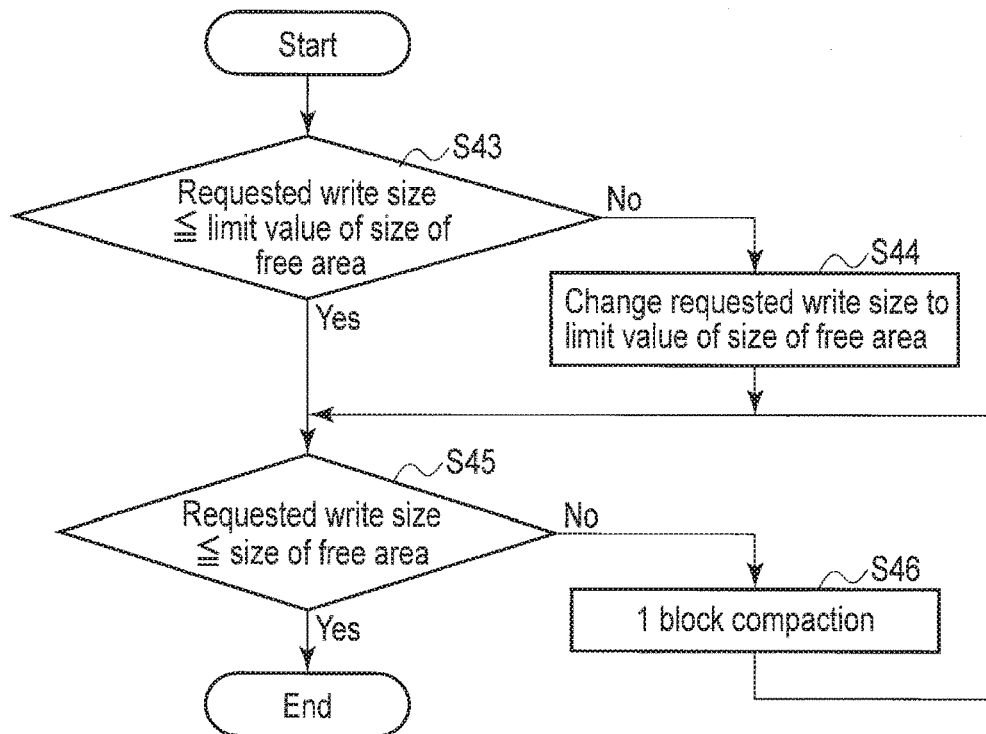 Start
S43
Requested write size
≦ limit value of size of
free area
No
Yes
S44
Change requested write size to
limit value of size of free area
S45
Requested write size
≦ size of free area
No
Yes
S46
1 block compaction
End